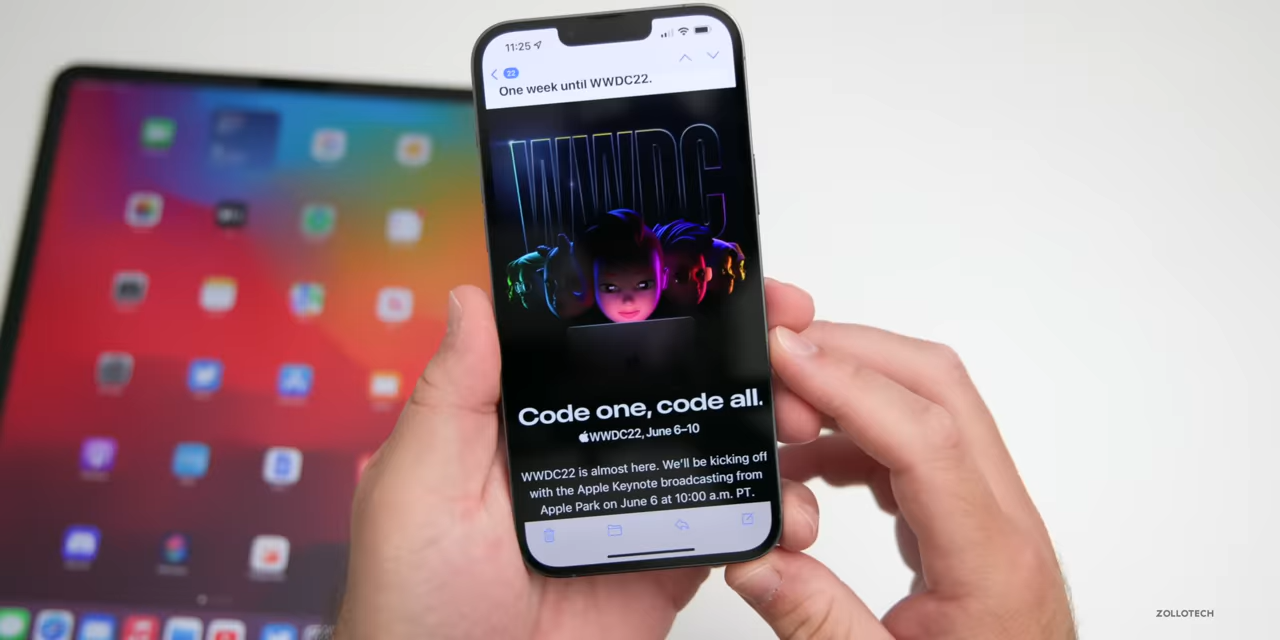 11:25
22
One week until WWDC22.
WWDC
Code one, code all.
WWDC22, June 6–10
WWDC22 is almost here. We’ll be kicking off
with the Apple Keynote broadcasting from
Apple Park on June 6 at 10:00 a.m. PT.
ZOLLOTECH